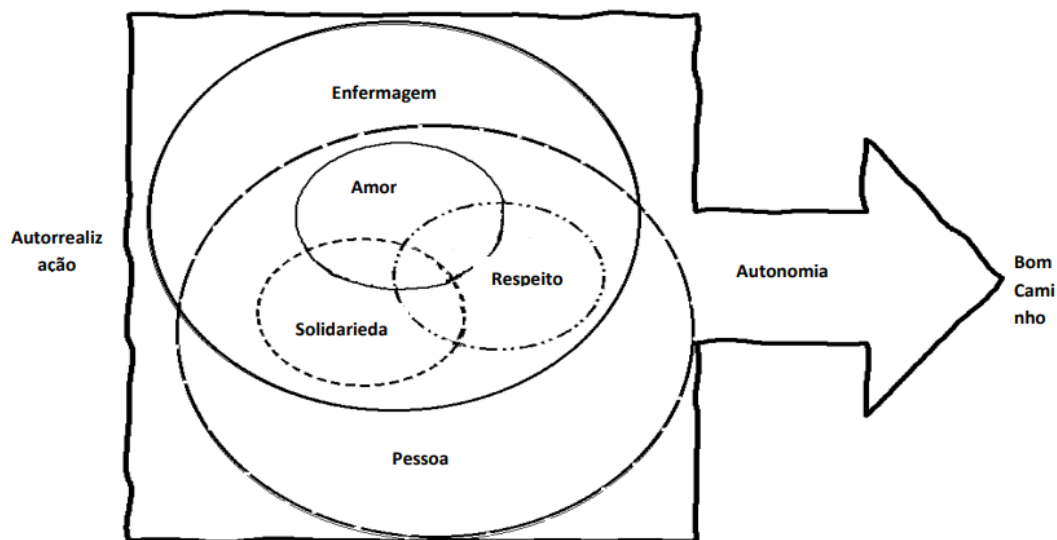 Enfermagem
Amor
Autorrealiz
ação
Respeito
Solidarieda
Autonomia
Bom
Cami
nho
Pessoa